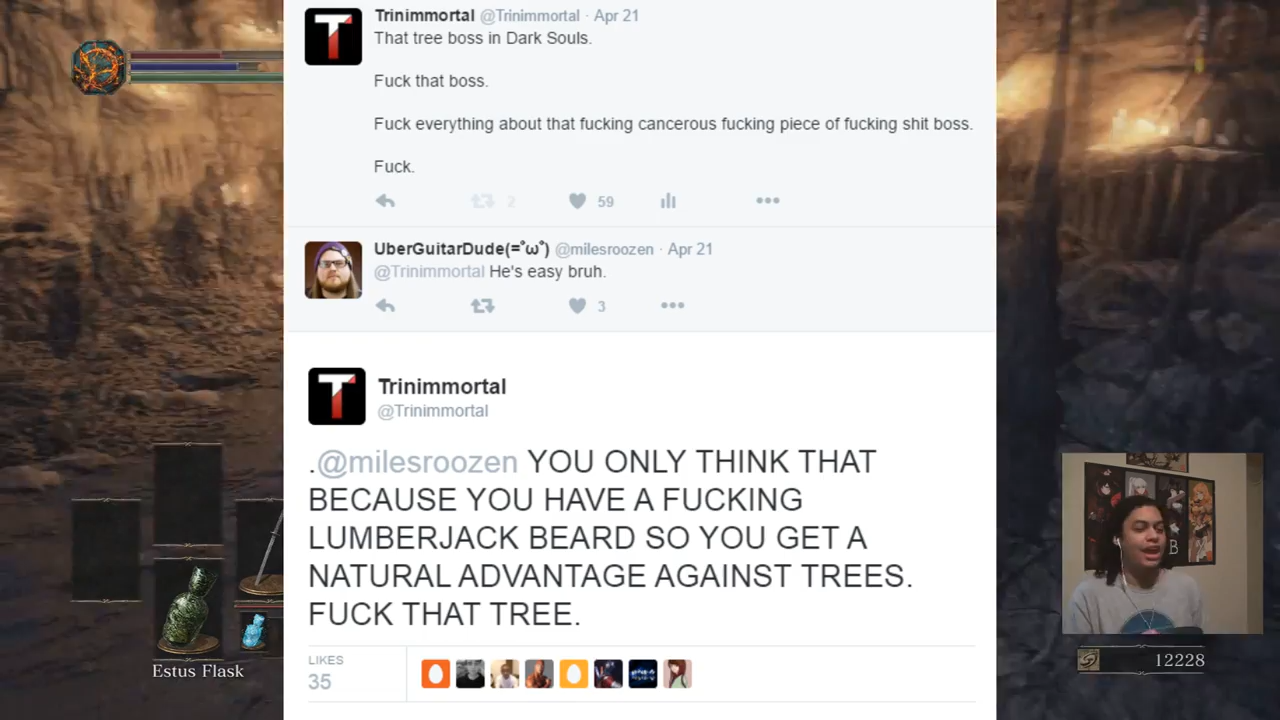 Trinimmortal @Trinimmortal · Apr 21
That tree boss in Dark Souls.
Fuck that boss.
Fuck everything about that fucking cancerous fucking piece of fucking shit boss.
Fuck.
2 59
UberGuitarDude(=˚ω˚) @milesroozen · Apr 21
@Trinimmortal He's easy bruh.
3
Trinimmortal
@Trinimmortal
.@milesroozen YOU ONLY THINK THAT
BECAUSE YOU HAVE A FUCKING
LUMBERJACK BEARD SO YOU GET A
NATURAL ADVANTAGE AGAINST TREES.
FUCK THAT TREE.
LIKES
35
Estus Flask
12228